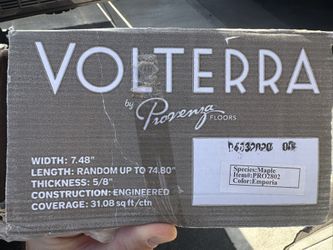 VOLTERRA
by Provenza
FLOORS
WIDTH: 7.48"
LENGTH: RANDOM UP TO 74.80"
THICKNESS: 5/8"
CONSTRUCTION: ENGINEERED
COVERAGE: 31.08 sq ft/ctn
Species:Maple
Item#:PRO2802
Color:Emporia